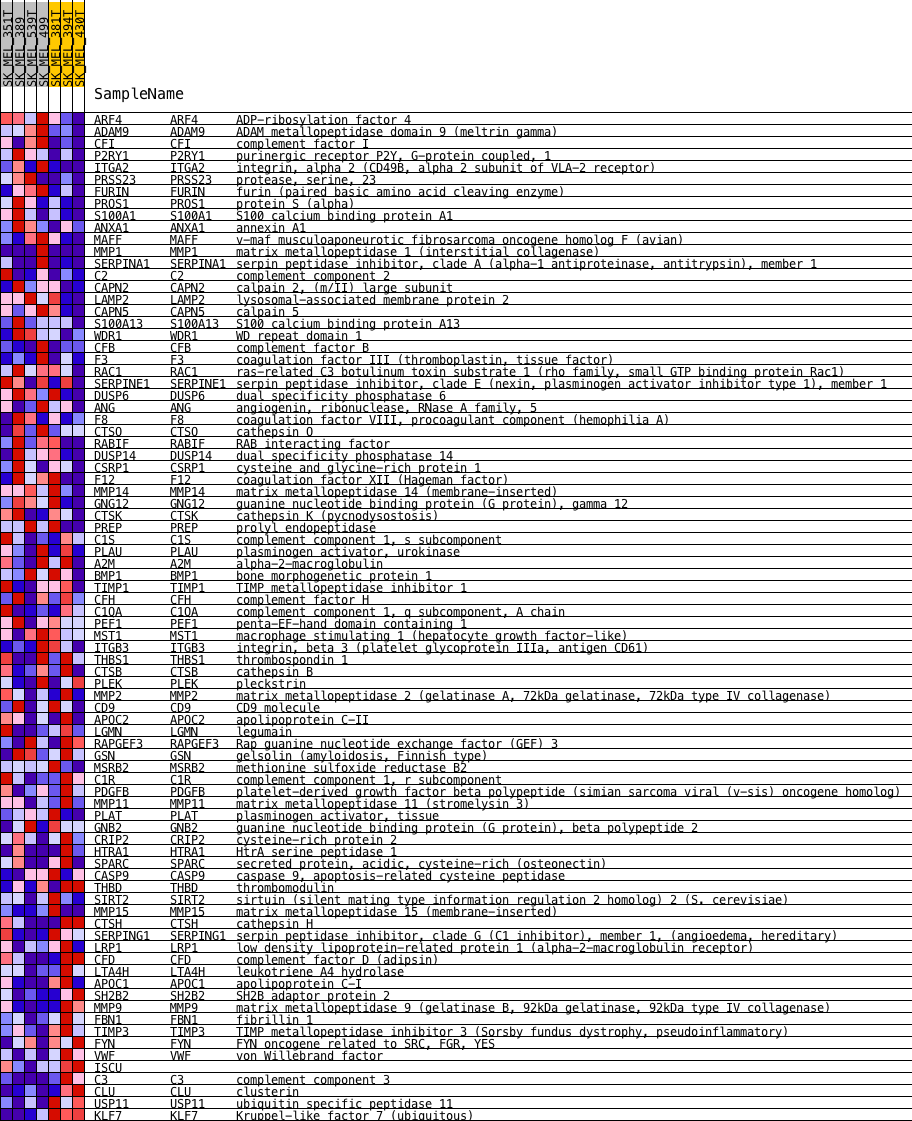 SK_MEL_351T
SK_MEL_389
SK_MEL_539T
SK_MEL_499
SK_MEL_381T
SK_MEL_394T
SK_MEL_430T
SampleName
ARF4 ARF4 ADP-ribosylation factor 4
ADAM9 ADAM9 ADAM metallopeptidase domain 9 (meltrin gamma)
CFI CFI complement factor I
P2RY1 P2RY1 purinergic receptor P2Y, G-protein coupled, 1
ITGA2 ITGA2 integrin, alpha 2 (CD49B, alpha 2 subunit of VLA-2 receptor)
PRSS23 PRSS23 protease, serine, 23
FURIN FURIN furin (paired basic amino acid cleaving enzyme)
PROS1 PROS1 protein S (alpha)
S100A1 S100A1 S100 calcium binding protein A1
ANXA1 ANXA1 annexin A1
MAFF MAFF v-maf musculoaponeurotic fibrosarcoma oncogene homolog F (avian)
MMP1 MMP1 matrix metallopeptidase 1 (interstitial collagenase)
SERPINA1 SERPINA1 serpin peptidase inhibitor, clade A (alpha-1 antiproteinase, antitrypsin), member 1
C2 C2 complement component 2
CAPN2 CAPN2 calpain 2, (m/II) large subunit
LAMP2 LAMP2 lysosomal-associated membrane protein 2
CAPN5 CAPN5 calpain 5
S100A13 S100A13 S100 calcium binding protein A13
WDR1 WDR1 WD repeat domain 1
CFB CFB complement factor B
F3 F3 coagulation factor III (thromboplastin, tissue factor)
RAC1 RAC1 ras-related C3 botulinum toxin substrate 1 (rho family, small GTP binding protein Rac1)
SERPINE1 SERPINE1 serpin peptidase inhibitor, clade E (nexin, plasminogen activator inhibitor type 1), member 1
DUSP6 DUSP6 dual specificity phosphatase 6
ANG ANG angiogenin, ribonuclease, RNase A family, 5
F8 F8 coagulation factor VIII, procoagulant component (hemophilia A)
CTSO CTSO cathepsin O
RABIF RABIF RAB interacting factor
DUSP14 DUSP14 dual specificity phosphatase 14
CSRP1 CSRP1 cysteine and glycine-rich protein 1
F12 F12 coagulation factor XII (Hageman factor)
MMP14 MMP14 matrix metallopeptidase 14 (membrane-inserted)
GNG12 GNG12 guanine nucleotide binding protein (G protein), gamma 12
CTSK CTSK cathepsin K (pycnodysostosis)
PREP PREP prolyl endopeptidase
C1S C1S complement component 1, s subcomponent
PLAU PLAU plasminogen activator, urokinase
A2M A2M alpha-2-macroglobulin
BMP1 BMP1 bone morphogenetic protein 1
TIMP1 TIMP1 TIMP metallopeptidase inhibitor 1
CFH CFH complement factor H
C1QA C1QA complement component 1, q subcomponent, A chain
PEF1 PEF1 penta-EF-hand domain containing 1
MST1 MST1 macrophage stimulating 1 (hepatocyte growth factor-like)
ITGB3 ITGB3 integrin, beta 3 (platelet glycoprotein IIIa, antigen CD61)
THBS1 THBS1 thrombospondin 1
CTSB CTSB cathepsin B
PLEK PLEK pleckstrin
MMP2 MMP2 matrix metallopeptidase 2 (gelatinase A, 72kDa gelatinase, 72kDa type IV collagenase)
CD9 CD9 CD9 molecule
APOC2 APOC2 apolipoprotein C-II
LGMN LGMN legumain
RAPGEF3 RAPGEF3 Rap guanine nucleotide exchange factor (GEF) 3
GSN GSN gelsolin (amyloidosis, Finnish type)
MSRB2 MSRB2 methionine sulfoxide reductase B2
C1R C1R complement component 1, r subcomponent
PDGFB PDGFB platelet-derived growth factor beta polypeptide (simian sarcoma viral (v-sis) oncogene homolog)
MMP11 MMP11 matrix metallopeptidase 11 (stromelysin 3)
PLAT PLAT plasminogen activator, tissue
GNB2 GNB2 guanine nucleotide binding protein (G protein), beta polypeptide 2
CRIP2 CRIP2 cysteine-rich protein 2
HTRA1 HTRA1 HtrA serine peptidase 1
SPARC SPARC secreted protein, acidic, cysteine-rich (osteonectin)
CASP9 CASP9 caspase 9, apoptosis-related cysteine peptidase
THBD THBD thrombomodulin
SIRT2 SIRT2 sirtuin (silent mating type information regulation 2 homolog) 2 (S. cerevisiae)
MMP15 MMP15 matrix metallopeptidase 15 (membrane-inserted)
CTSH CTSH cathepsin H
SERPING1 SERPING1 serpin peptidase inhibitor, clade G (C1 inhibitor), member 1, (angioedema, hereditary)
LRP1 LRP1 low density lipoprotein-related protein 1 (alpha-2-macroglobulin receptor)
CFD CFD complement factor D (adipsin)
LTA4H LTA4H leukotriene A4 hydrolase
APOC1 APOC1 apolipoprotein C-I
SH2B2 SH2B2 SH2B adaptor protein 2
MMP9 MMP9 matrix metallopeptidase 9 (gelatinase B, 92kDa gelatinase, 92kDa type IV collagenase)
FBN1 FBN1 fibrillin 1
TIMP3 TIMP3 TIMP metallopeptidase inhibitor 3 (Sorsby fundus dystrophy, pseudoinflammatory)
FYN FYN FYN oncogene related to SRC, FGR, YES
VWF VWF von Willebrand factor
ISCU
C3 C3 complement component 3
CLU CLU clusterin
USP11 USP11 ubiquitin specific peptidase 11
KLF7 KLF7 Kruppel-like factor 7 (ubiquitous)